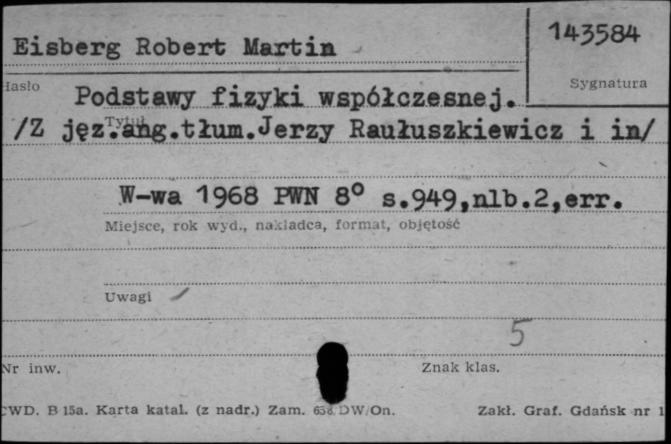 Eisberg Robert Martin
143584
Hasło
Sygnatura
Podstawy fizyki współczesnej.
Tytuł
/Z jęz.ang.tłum.Jerzy Raułuszkiewicz i in/
W-wa 1968 PWN 8° s.949,nlb.2,err.
Miejsce, rok wyd., nakładca, format, objętość
Uwagi
5
Nr inw.
Znak klas.
CWD. B 15a. Karta katal. (z nadr.) Zam. 638 DW/On.
Zakł. Graf. Gdańsk nr 1